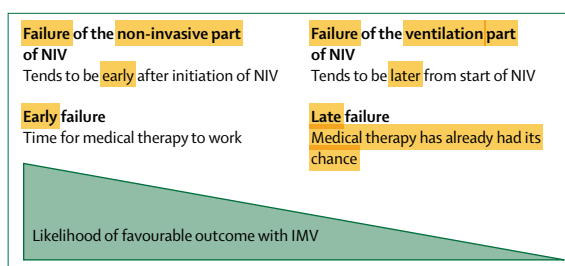 Failure of the non-invasive part
of NIV
Tends to be early after initiation of NIV
Early failure
Time for medical therapy to work
Failure of the ventilation part
of NIV
Tends to be later from start of NIV
Late failure
Medical therapy has already had its
chance
Likelihood of favourable outcome with IMV